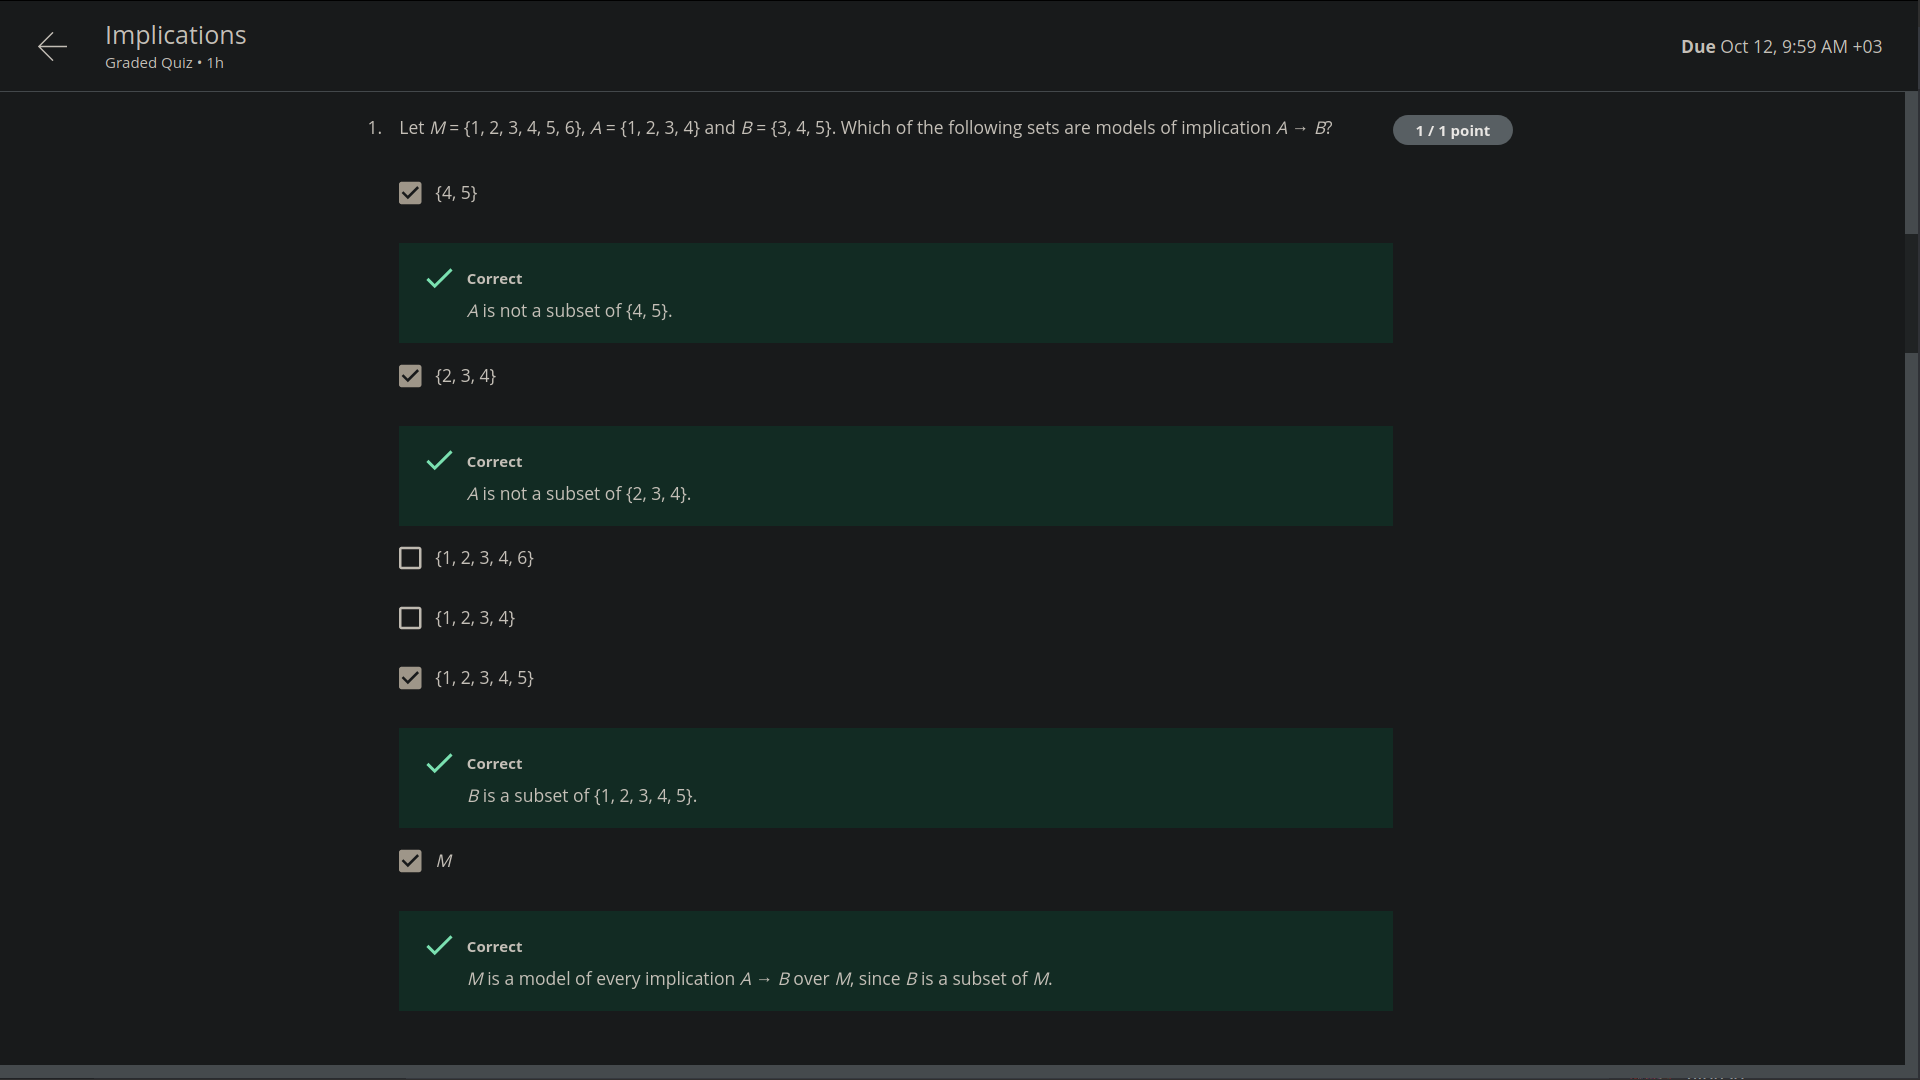 Implications
Graded Quiz • 1h
Due Oct 12, 9:59 AM +03
1. Let M = {1, 2, 3, 4, 5, 6}, A = {1, 2, 3, 4} and B = {3, 4, 5}. Which of the following sets are models of implication A → B?
1 / 1 point
{4, 5}
Correct
A is not a subset of {4, 5}.
{2, 3, 4}
Correct
A is not a subset of {2, 3, 4}.
{1, 2, 3, 4, 6}
{1, 2, 3, 4}
{1, 2, 3, 4, 5}
Correct
B is a subset of {1, 2, 3, 4, 5}.
M
Correct
M is a model of every implication A → B over M, since B is a subset of M.